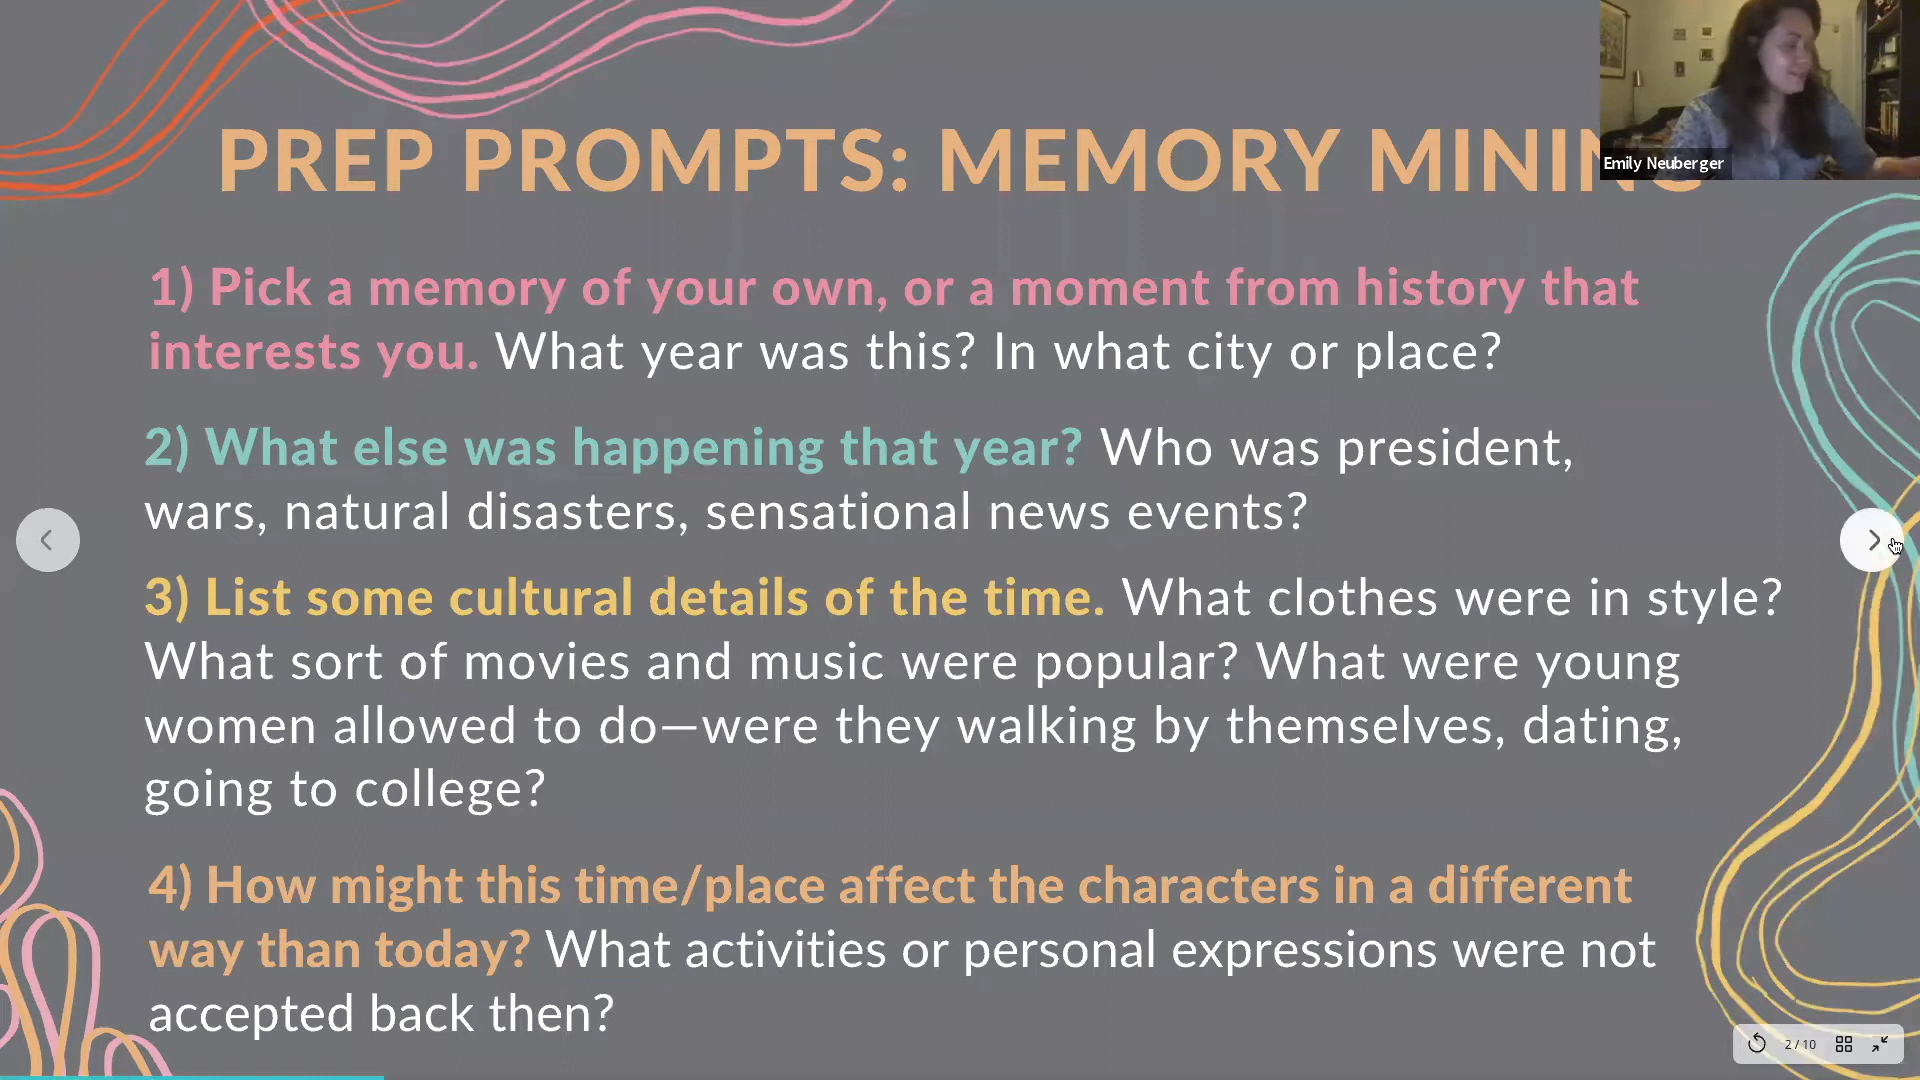 PREP PROMPTS: MEMORY MINING
Emily Neuberger
1) Pick a memory of your own, or a moment from history that
interests you. What year was this? In what city or place?
2) What else was happening that year? Who was president,
wars, natural disasters, sensational news events?
3) List some cultural details of the time. What clothes were in style?
What sort of movies and music were popular? What were young
women allowed to do—were they walking by themselves, dating,
going to college?
4) How might this time/place affect the characters in a different
way than today? What activities or personal expressions were not
accepted back then?
2 / 10